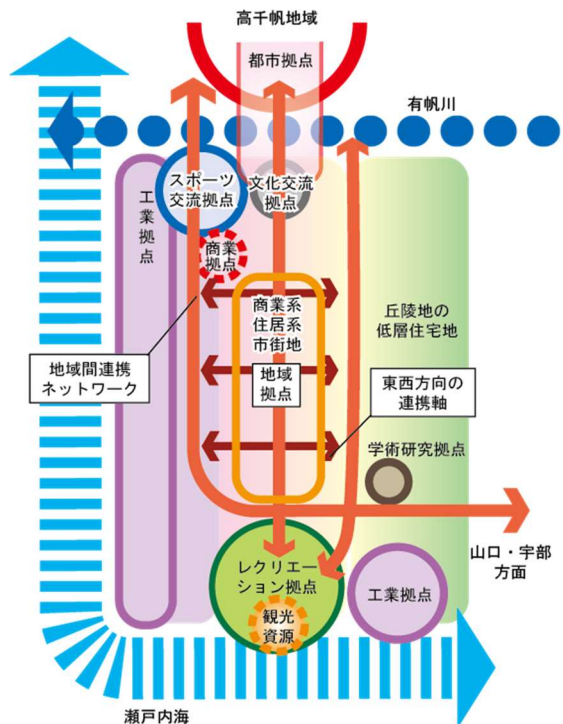 高千帆地域
都市拠点
有帆川
スポーツ
交流拠点
文化交流
拠点
工業拠点
商業
拠点
商業系
住居系
市街地
丘陵地の
低層住宅地
地域間連携
ネットワーク
地域
拠点
東西方向の
連携軸
学術研究拠点
山口・宇部
方面
レクリエー
ション拠点
工業拠点
観光
資源
瀬戸内海